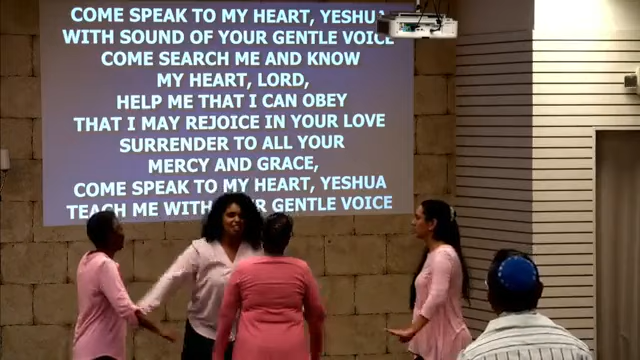 COME SPEAK TO MY HEART, YESHUA
WITH SOUND OF YOUR GENTLE VOICE
COME SEARCH ME AND KNOW
MY HEART, LORD,
HELP ME THAT I CAN OBEY
THAT I MAY REJOICE IN YOUR LOVE
SURRENDER TO ALL YOUR
MERCY AND GRACE,
COME SPEAK TO MY HEART, YESHUA
TEACH ME WITH YOUR GENTLE VOICE